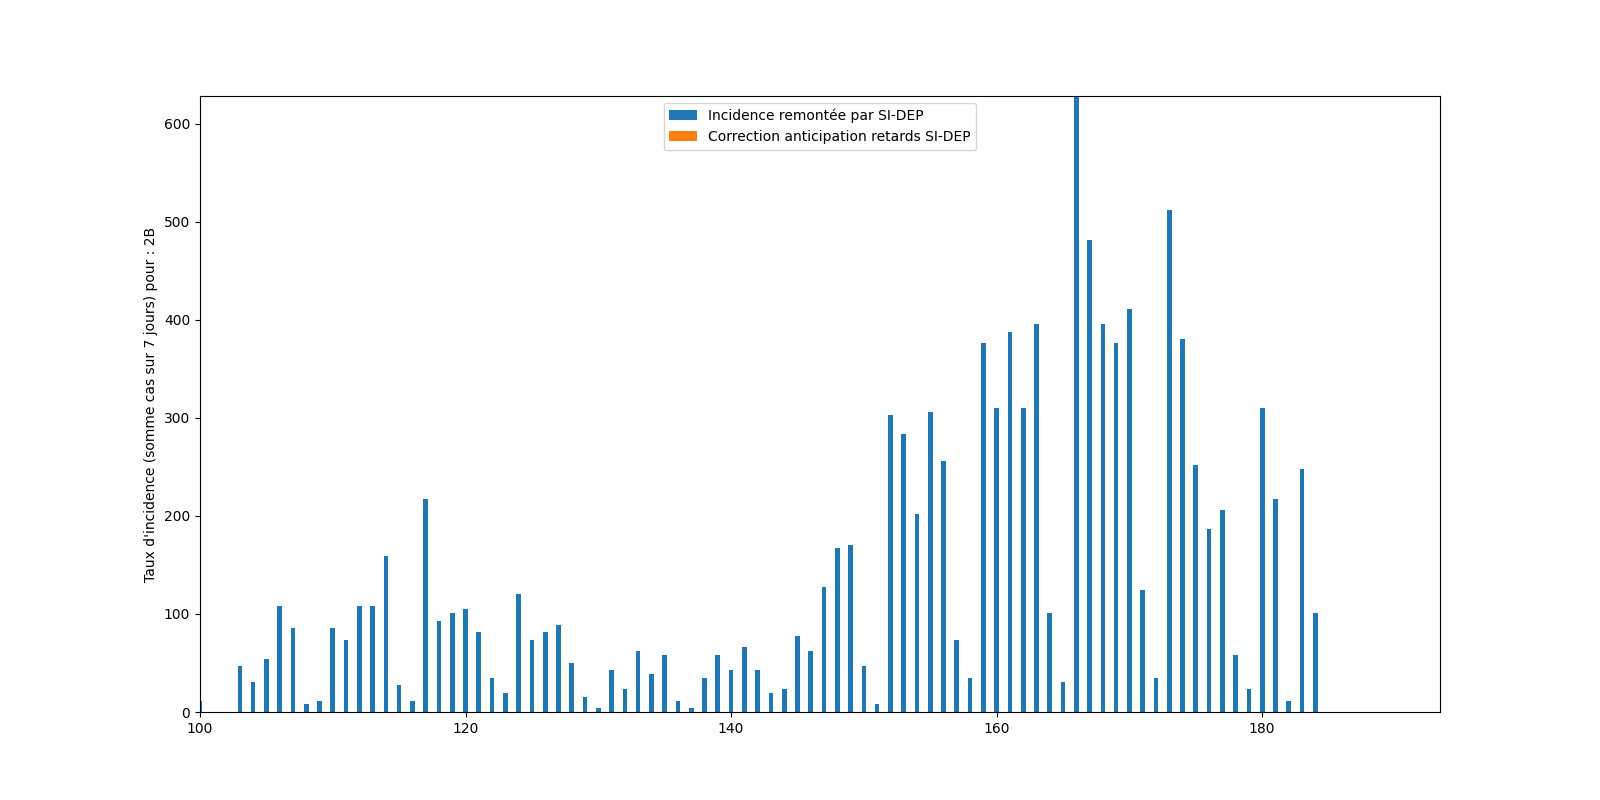 Incidence remontée par SI-DEP
Correction anticipation retards SI-DEP
Taux d'incidence (somme cas sur 7 jours) pour : 2B
600
500
400
300
200
100
0
100 120 140 160 180